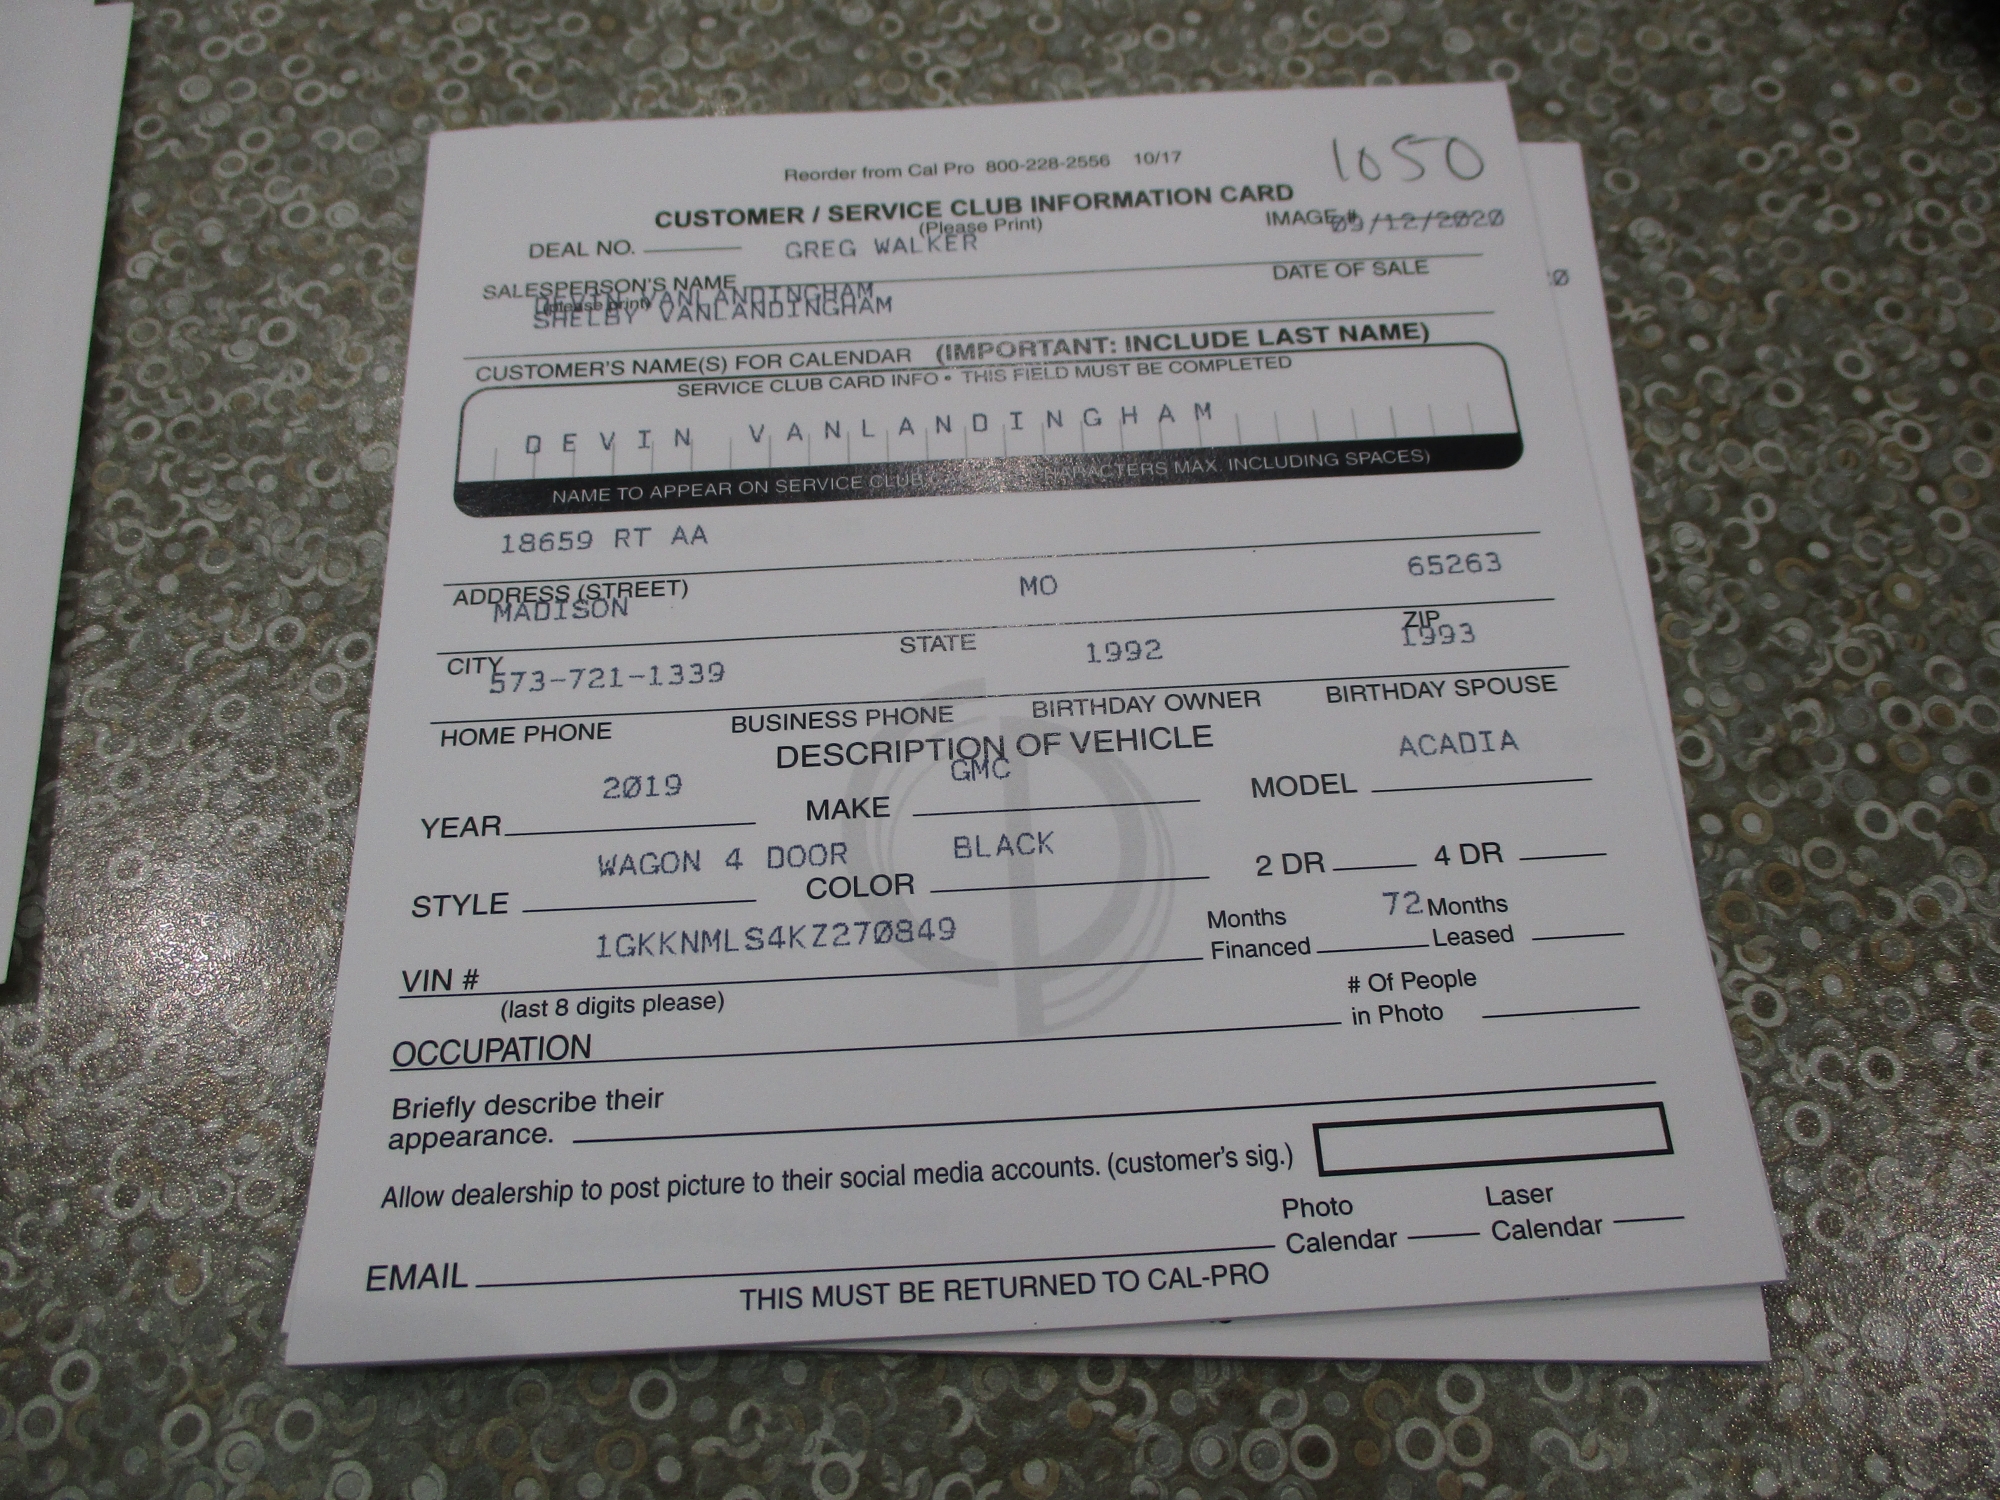 Reorder from Cal Pro 800-228-2556 10/17
1050
CUSTOMER / SERVICE CLUB INFORMATION CARD
(Please Print)
IMAGE# 09/12/2020
DEAL NO. GREG WALKER
SALESPERSON'S NAME DATE OF SALE
(please print)
DEVIN VANLANDINGHAM
SHELBY VANLANDINGHAM
CUSTOMER'S NAME(S) FOR CALENDAR (IMPORTANT: INCLUDE LAST NAME)
SERVICE CLUB CARD INFO • THIS FIELD MUST BE COMPLETED
DEVIN VANLANDINGHAM
NAME TO APPEAR ON SERVICE CLUB CHARACTERS MAX. INCLUDING SPACES)
18659 RT AA
ADDRESS (STREET)
MADISON MO 65263
CITY STATE ZIP
573-721-1339 1992 1993
HOME PHONE BUSINESS PHONE BIRTHDAY OWNER BIRTHDAY SPOUSE
DESCRIPTION OF VEHICLE
2019 GMC ACADIA
YEAR MAKE MODEL
WAGON 4 DOOR BLACK
STYLE COLOR 2 DR 4 DR
1GKKNMLS4KZ270849 72
VIN # Months Financed Months Leased
(last 8 digits please)
OCCUPATION # Of People in Photo
Briefly describe their
appearance.
Allow dealership to post picture to their social media accounts. (customer's sig.)
EMAIL Photo Calendar Laser Calendar
THIS MUST BE RETURNED TO CAL-PRO